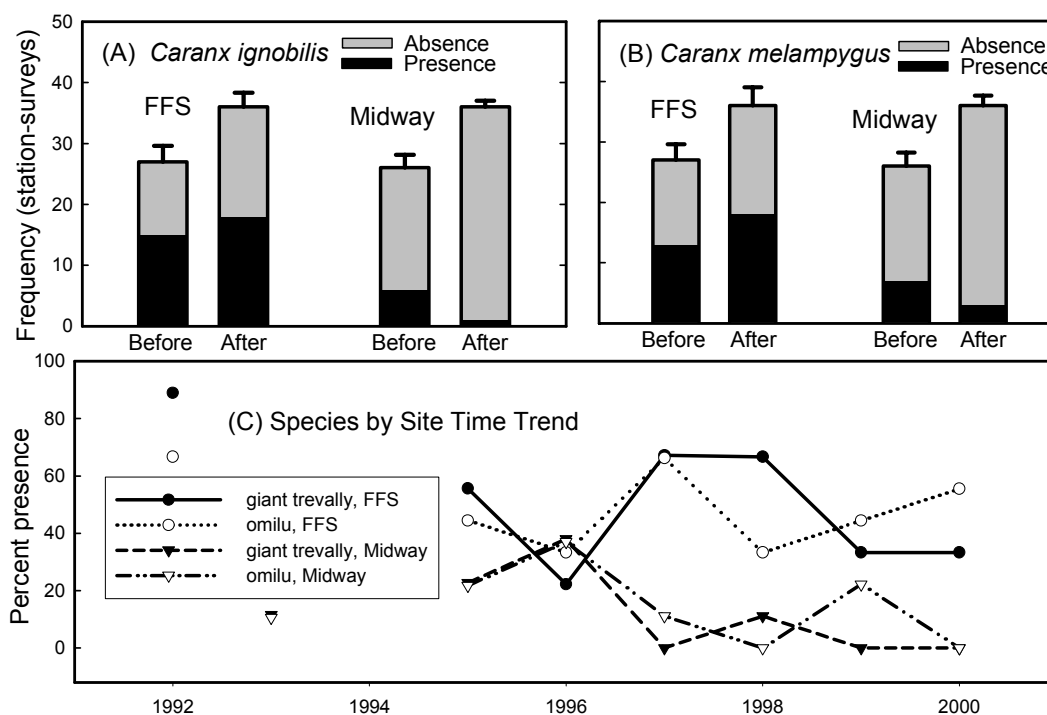 Frequency (station-surveys)
50
40
30
20
10
0
(A) Caranx ignobilis
Absence
Presence
FFS
Midway
Before After Before After
(B) Caranx melampygus
Absence
Presence
FFS
Midway
Before After Before After
Percent presence
100
80
60
40
20
0
(C) Species by Site Time Trend
giant trevally, FFS
omilu, FFS
giant trevally, Midway
omilu, Midway
1992 1994 1996 1998 2000